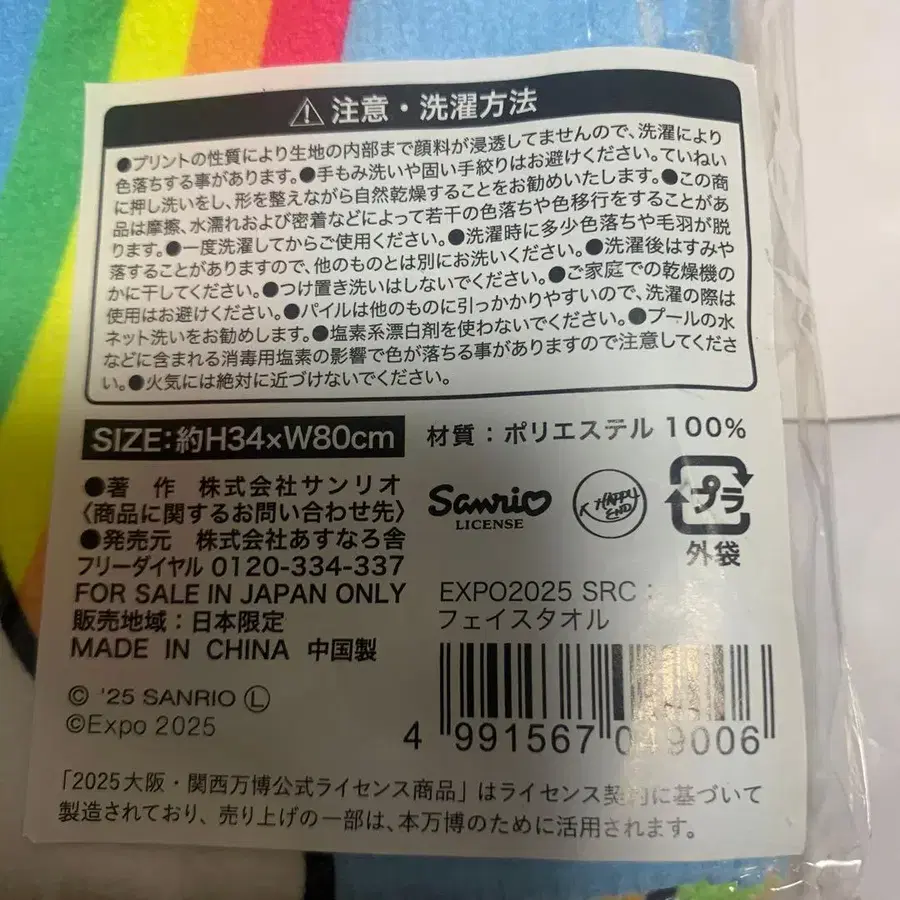 注意・洗濯方法
●プリントの性質により生地の内部まで顔料が浸透してませんので、洗濯により
色落ちする事があります。●手もみ洗いや固い手絞りはお避けください。ていねい
に押し洗いをし、形を整えながら自然乾燥することをお勧めいたします。●この商
品は摩擦、水濡れおよび密着などによって若干の色落ちや色移行をすることがあ
ります。●一度洗濯してからご使用ください。●洗濯時に多少色落ちや毛羽が脱
落することがありますので、他のものとは別にお洗いください。●洗濯後はすみや
かに干してください。●つけ置き洗いはしないでください。●ご家庭での乾燥機の
使用はお避けください。●パイルは他のものに引っかかりやすいので、洗濯の際は
ネット洗いをお勧めします。●塩素系漂白剤を使わないでください。●プールの水
などに含まれる消毒用塩素の影響で色が落ちる事がありますので注意してくださ
い。●火気には絶対に近づけないでください。
SIZE:約H34×W80cm
材質：ポリエステル 100%
●著 作 株式会社サンリオ
〈商品に関するお問い合わせ先〉
●発売元 株式会社あすなろ舎
フリーダイヤル 0120-334-337
FOR SALE IN JAPAN ONLY
販売地域：日本限定
MADE IN CHINA 中国製
© '25 SANRIO Ⓛ
©Expo 2025
Sanrio
LICENSE
K HAPPY
END
プラ
外袋
EXPO2025 SRC：
フェイスタオル
4 991567 019006
「2025大阪・関西万博公式ライセンス商品」はライセンス契約に基づいて
製造されており、売り上げの一部は、本万博のために活用されます。